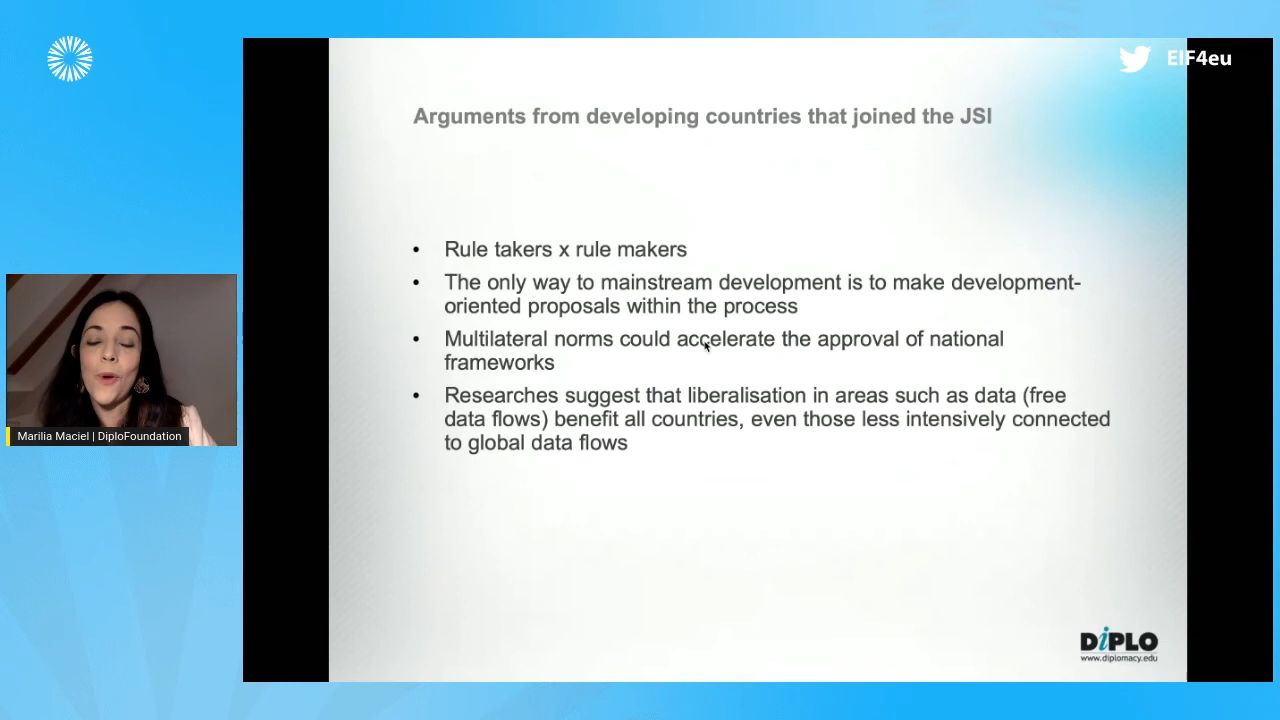 EIF4eu
Arguments from developing countries that joined the JSI
• Rule takers x rule makers
• The only way to mainstream development is to make development-
oriented proposals within the process
• Multilateral norms could accelerate the approval of national
frameworks
• Researches suggest that liberalisation in areas such as data (free
data flows) benefit all countries, even those less intensively connected
to global data flows
Marilia Maciel | DiploFoundation
DiPLO
www.diplomacy.edu